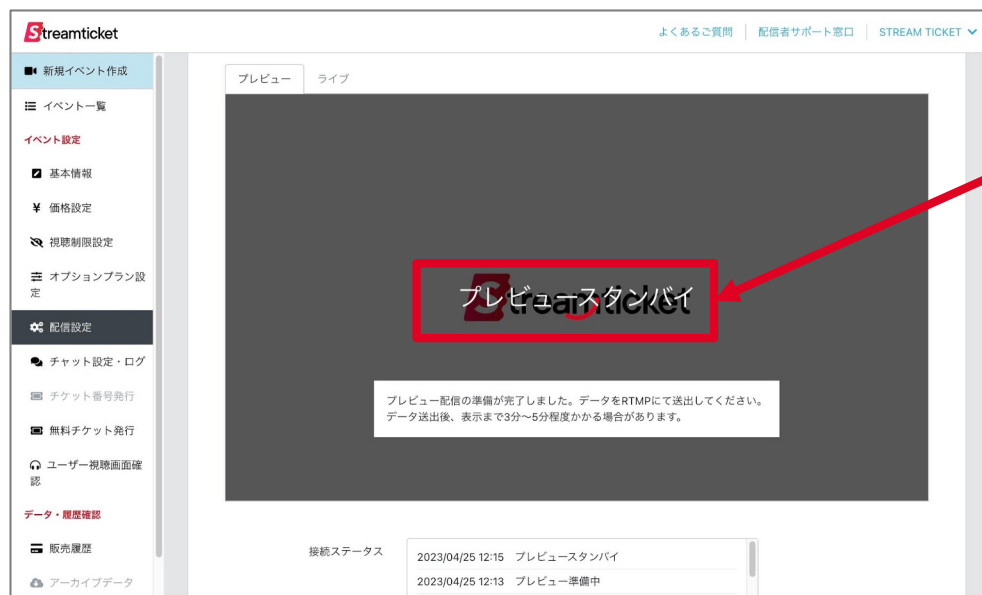 Streamticket
よくあるご質問
配信者サポート窓口
STREAM TICKET
新規イベント作成
イベント一覧
イベント設定
基本情報
価格設定
視聴制限設定
オプションプラン設
定
配信設定
チャット設定・ログ
チケット番号発行
無料チケット発行
ユーザー視聴画面確
認
データ・履歴確認
販売履歴
アーカイブデータ
プレビュー
ライブ
Streamticket
プレビュースタンバイ
プレビュー配信の準備が完了しました。データをRTMPにて送出してください。
データ送出後、表示まで3分〜5分程度かかる場合があります。
接続ステータス
2023/04/25 12:15 プレビュースタンバイ
2023/04/25 12:13 プレビュー準備中